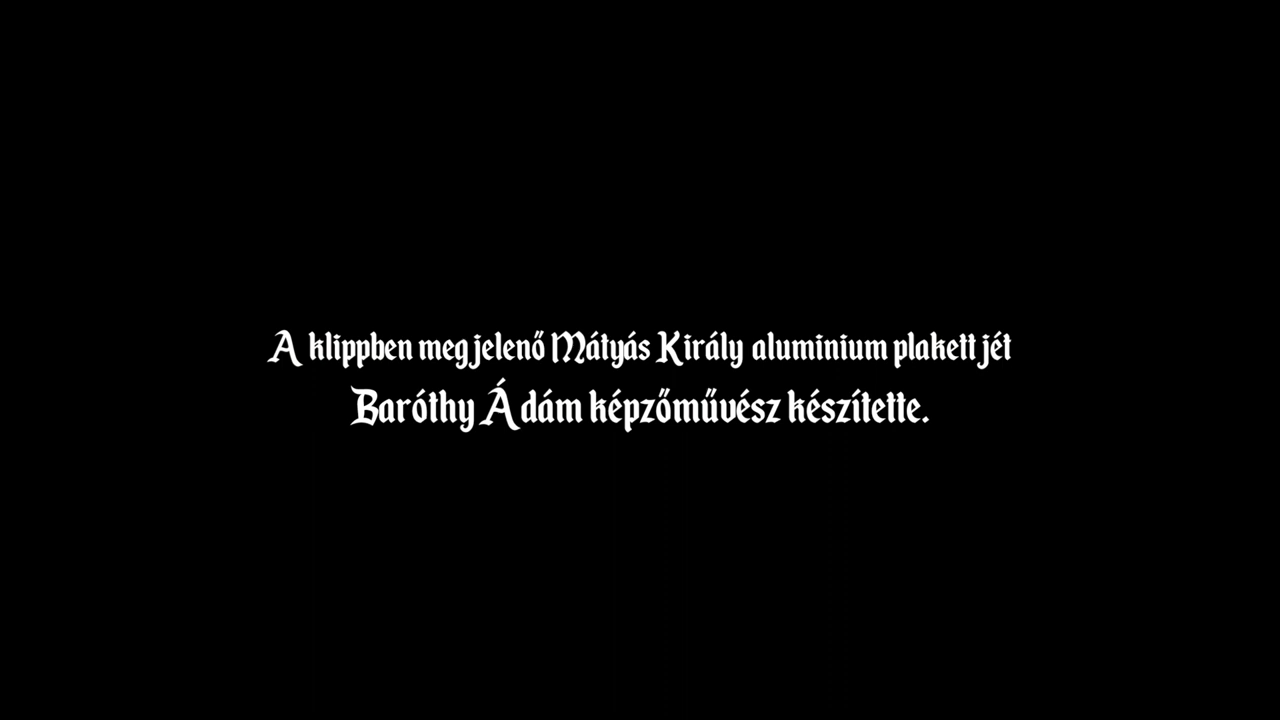 A klippben megjelenő Mátyás Király aluminium plakettjét
Baróthy Ádám képzőművész készítette.